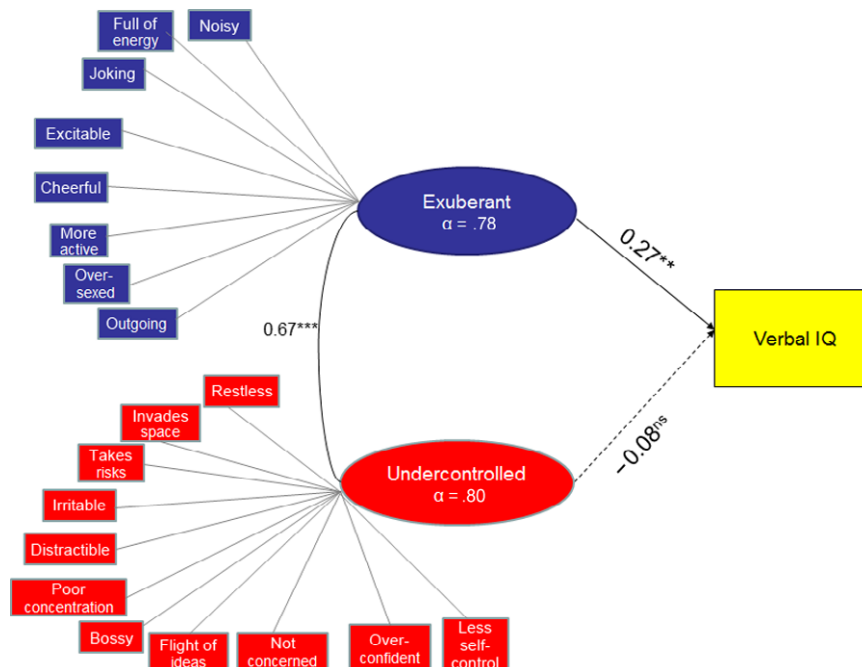 Full of
energy
Noisy
Joking
Excitable
Cheerful
More
active
Over-
sexed
Outgoing
Exuberant
α = .78
0.27**
Verbal IQ
0.67***
−0.08ns
Restless
Invades
space
Takes
risks
Irritable
Distractible
Poor
concentration
Bossy
Flight of
ideas
Not
concerned
Over-
confident
Less
self-
control
Undercontrolled
α = .80